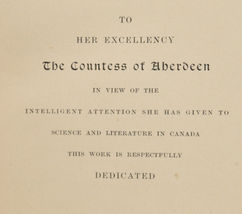 TO
HER EXCELLENCY
The Countess of Aberdeen
IN VIEW OF THE
INTELLIGENT ATTENTION SHE HAS GIVEN TO
SCIENCE AND LITERATURE IN CANADA
THIS WORK IS RESPECTFULLY
DEDICATED